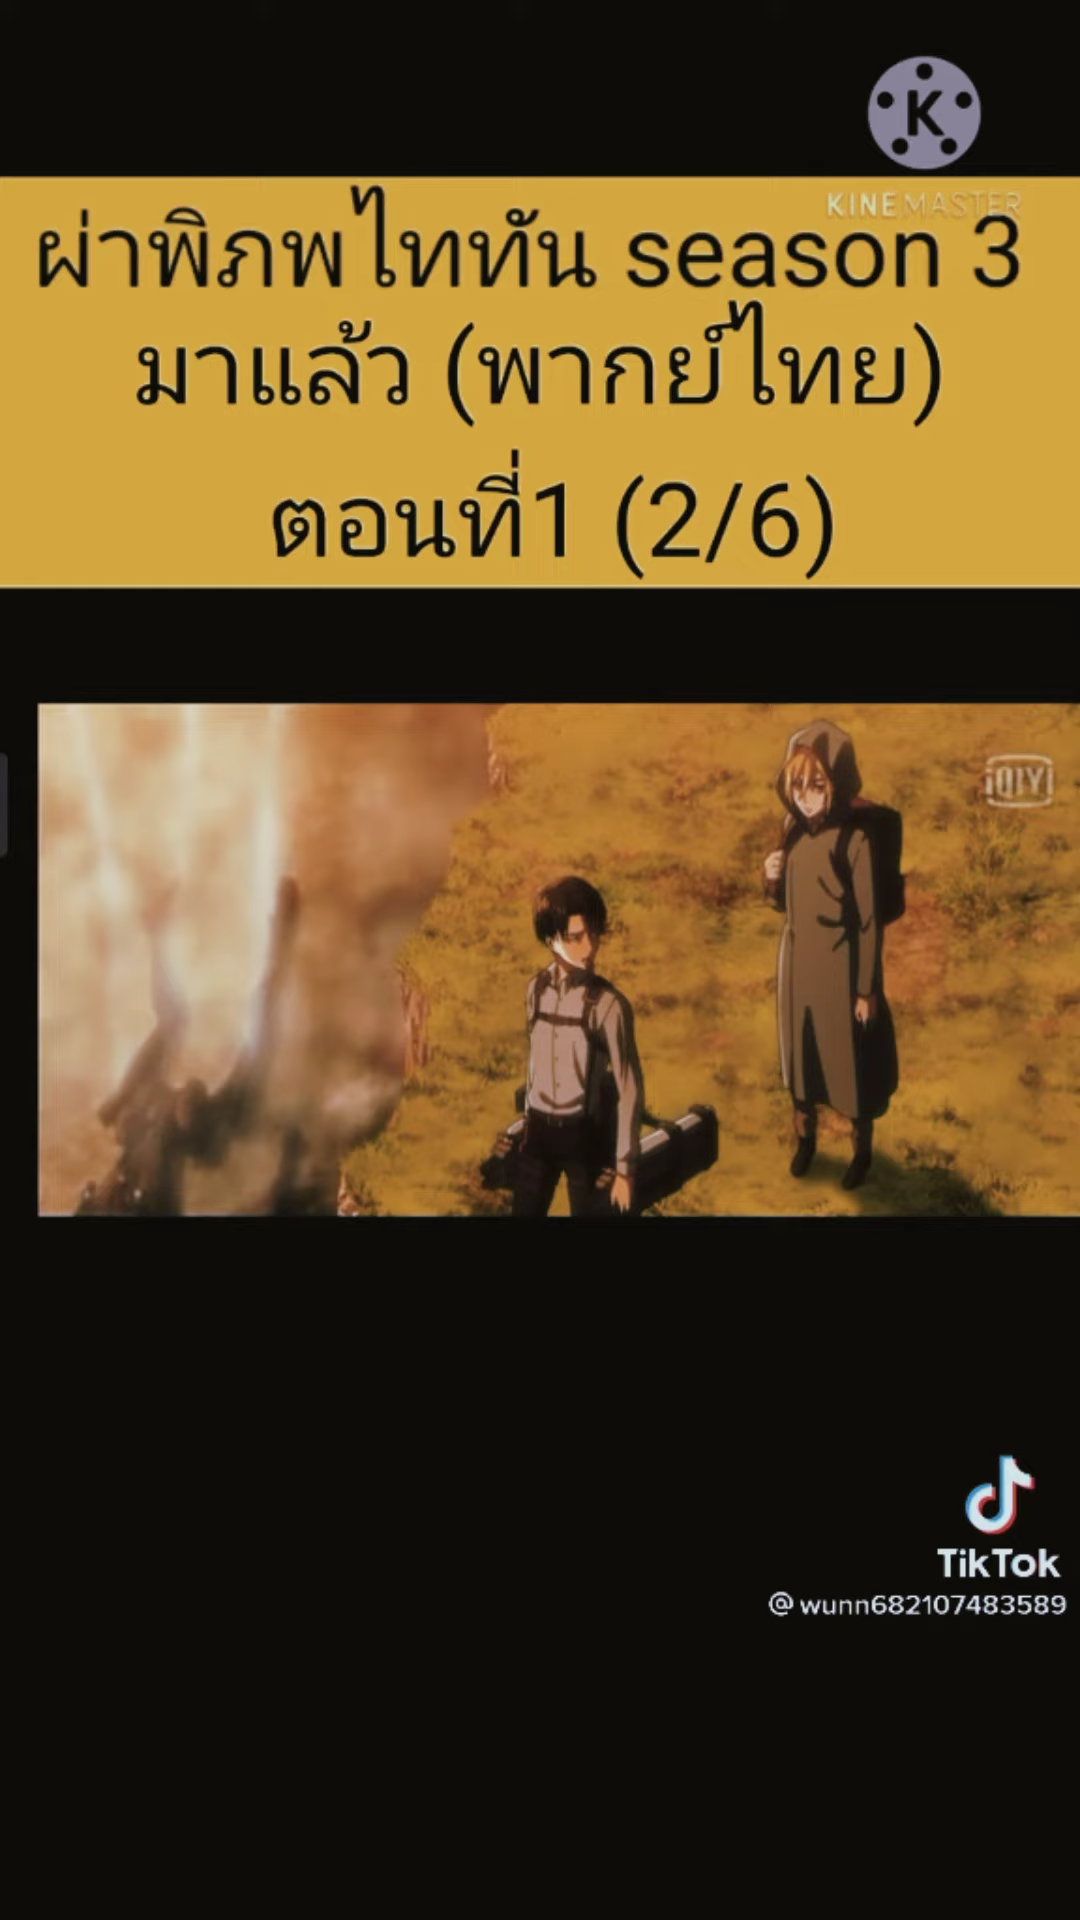 K
KINEMASTER
ผ่าพิภพไททัน season 3
มาแล้ว (พากย์ไทย)
ตอนที่1 (2/6)
iQIYI
TikTok
@wunn682107483589